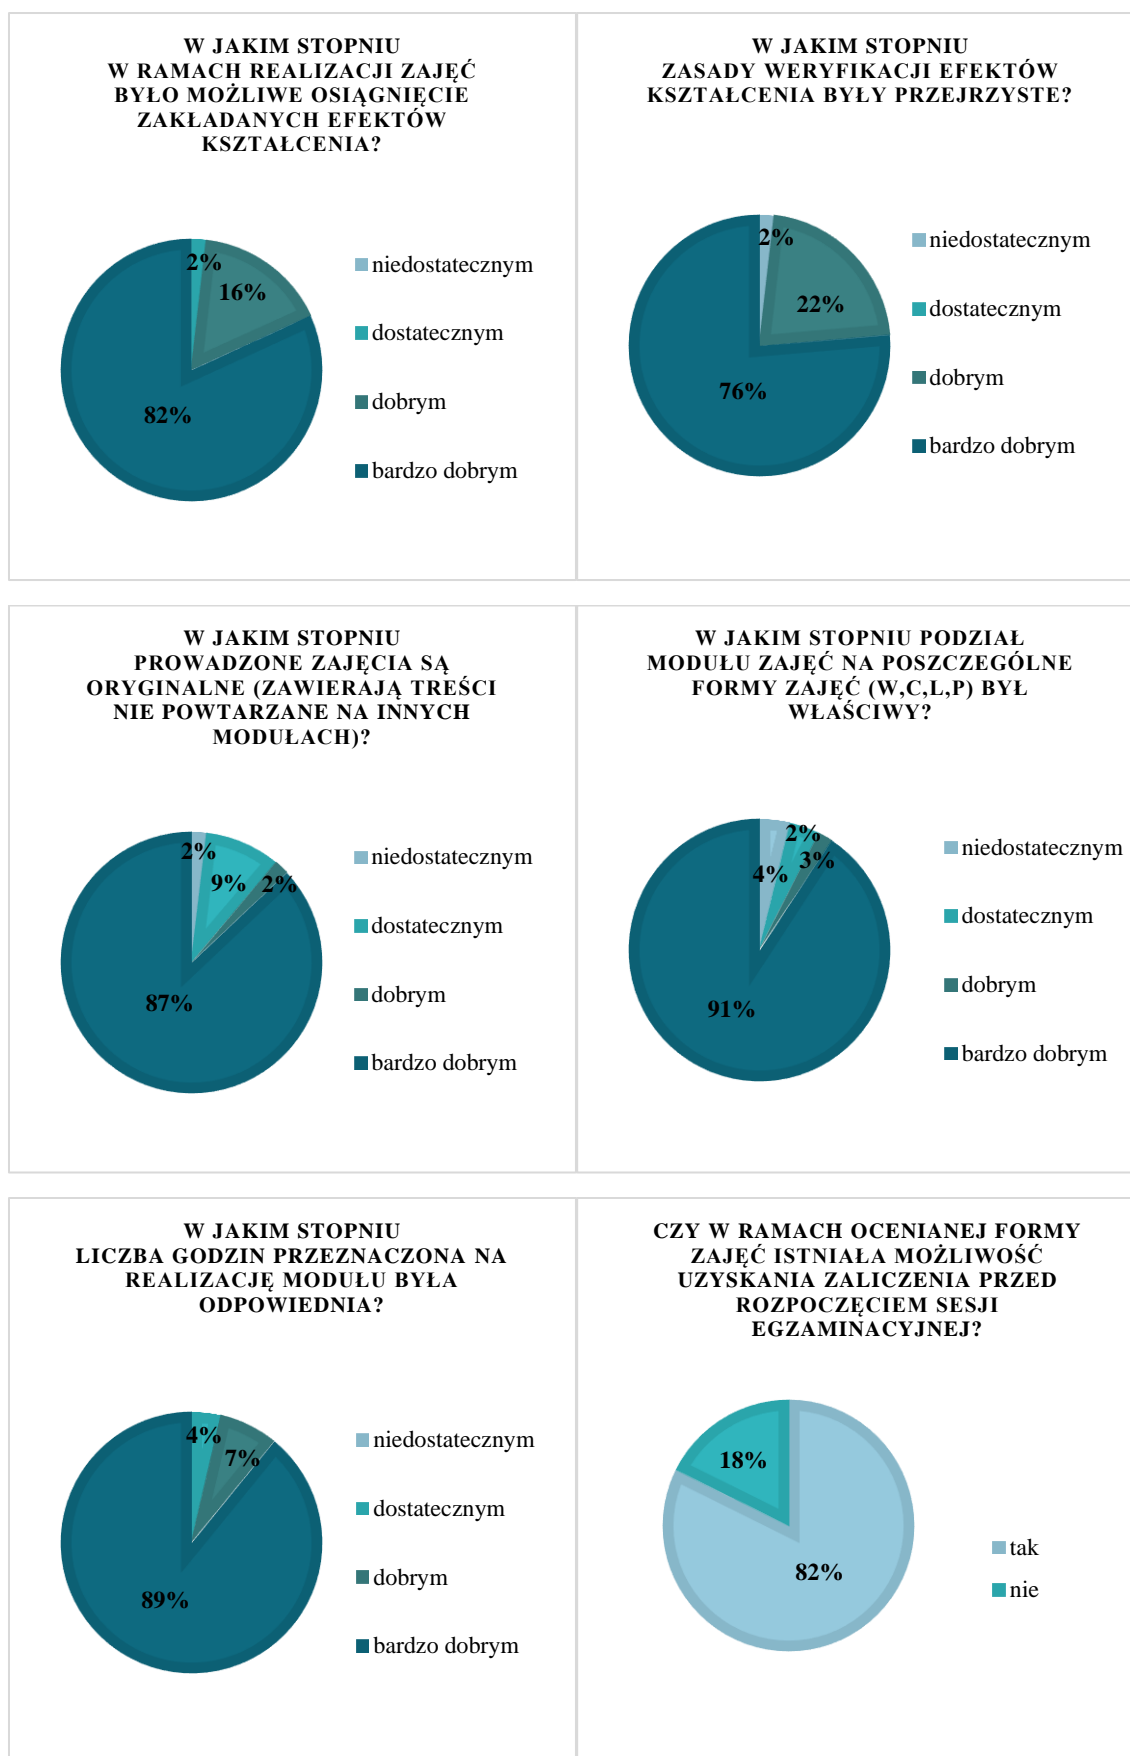 W JAKIM STOPNIU
W RAMACH REALIZACJI ZAJĘĆ
BYŁO MOŻLIWE OSIĄGNIĘCIE
ZAKŁADANYCH EFEKTÓW
KSZTAŁCENIA?
2%
16%
82%
niedostatecznym
dostatecznym
dobrym
bardzo dobrym
W JAKIM STOPNIU
ZASADY WERYFIKACJI EFEKTÓW
KSZTAŁCENIA BYŁY PRZEJRZYSTE?
2%
22%
76%
niedostatecznym
dostatecznym
dobrym
bardzo dobrym
W JAKIM STOPNIU
PROWADZONE ZAJĘCIA SĄ
ORYGINALNE (ZAWIERAJĄ TREŚCI
NIE POWTARZANE NA INNYCH
MODUŁACH)?
2%
9%
2%
87%
niedostatecznym
dostatecznym
dobrym
bardzo dobrym
W JAKIM STOPNIU PODZIAŁ
MODUŁU ZAJĘĆ NA POSZCZEGÓLNE
FORMY ZAJĘĆ (W,C,L,P) BYŁ
WŁAŚCIWY?
2%
3%
4%
91%
niedostatecznym
dostatecznym
dobrym
bardzo dobrym
W JAKIM STOPNIU
LICZBA GODZIN PRZEZNACZONA NA
REALIZACJĘ MODUŁU BYŁA
ODPOWIEDNIA?
4%
7%
89%
niedostatecznym
dostatecznym
dobrym
bardzo dobrym
CZY W RAMACH OCENIANEJ FORMY
ZAJĘĆ ISTNIAŁA MOŻLIWOŚĆ
UZYSKANIA ZALICZENIA PRZED
ROZPOCZĘCIEM SESJI
EGZAMINACYJNEJ?
18%
82%
tak
nie